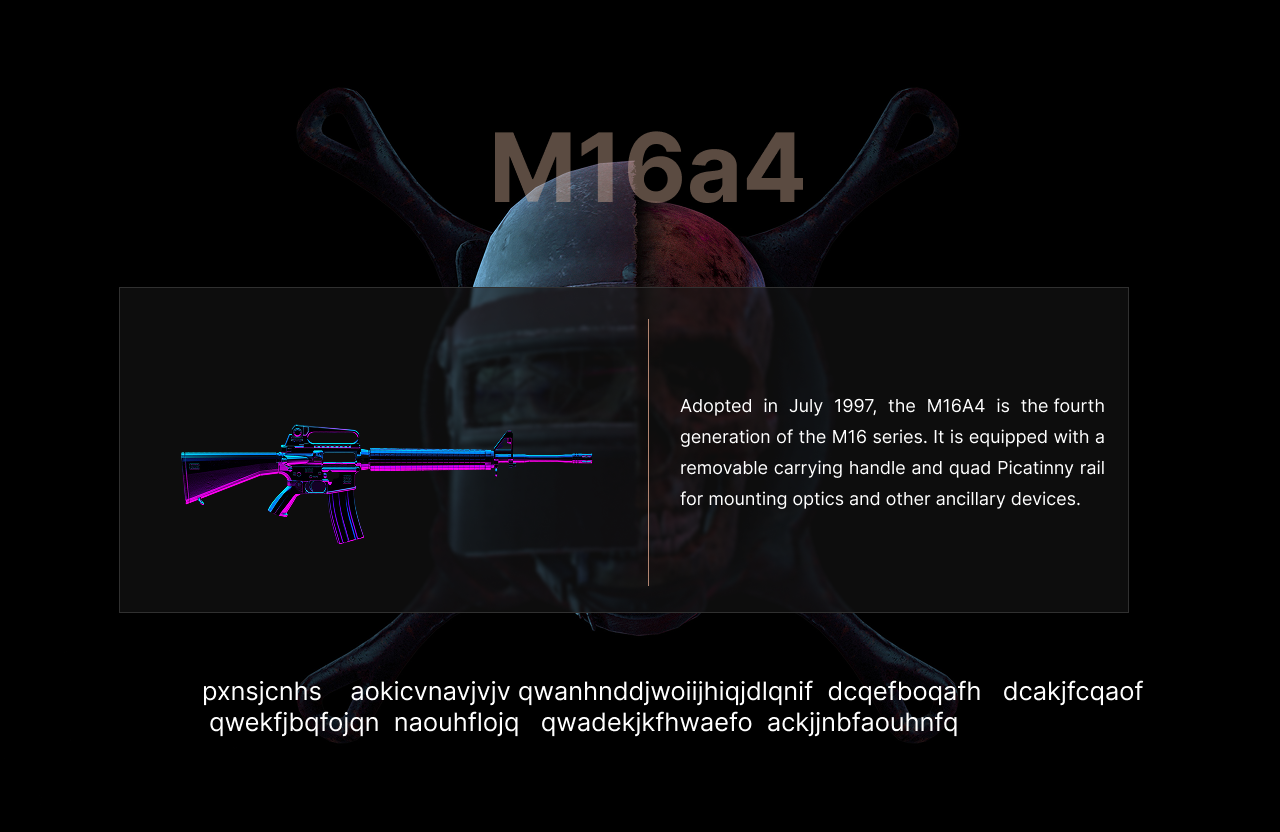 M16a4
Adopted in July 1997, the M16A4 is the fourth
generation of the M16 series. It is equipped with a
removable carrying handle and quad Picatinny rail
for mounting optics and other ancillary devices.
pxnsjcnhs aokicvnavjvjv qwanhnddjwoiijhiqjdlqnif dcqefboqafh dcakjfcqaof
qwekfjbqfojqn naouhflojq qwadekjkfhwaefo ackjjnbfaouhnfq